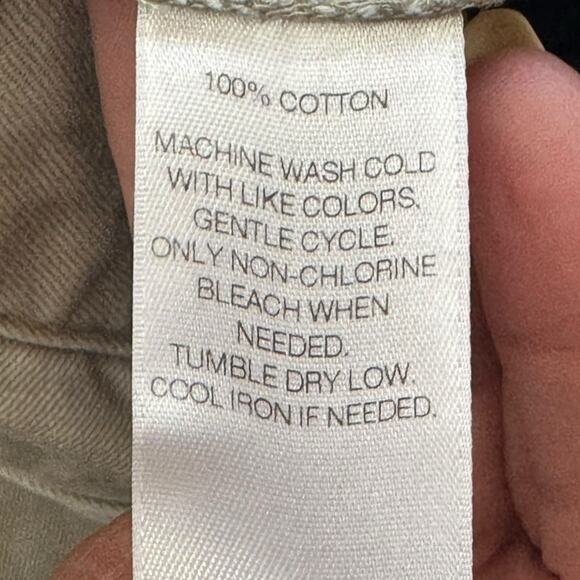 100% COTTON
MACHINE WASH COLD
WITH LIKE COLORS.
GENTLE CYCLE.
ONLY NON-CHLORINE
BLEACH WHEN
NEEDED.
TUMBLE DRY LOW.
COOL IRON IF NEEDED.